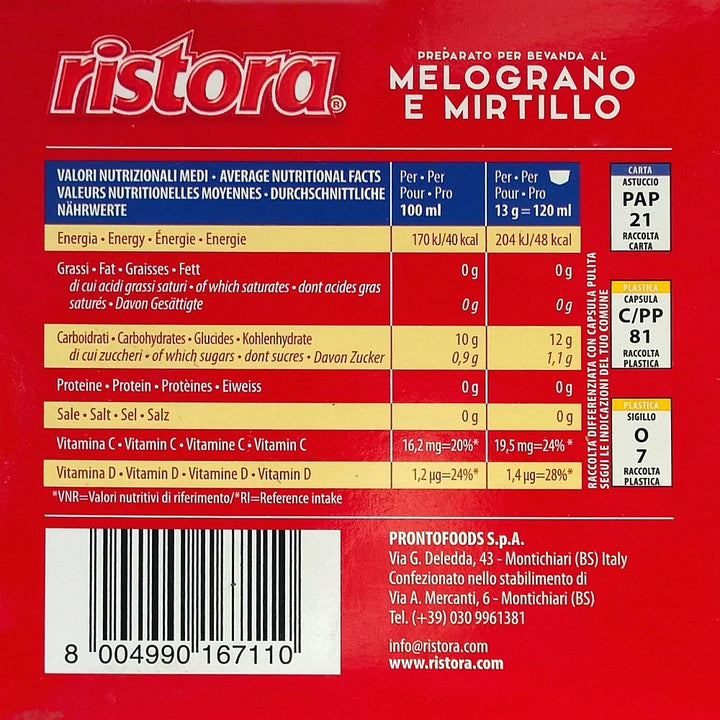 ristora®
PREPARATO PER BEVANDA AL
MELOGRANO
E MIRTILLO
VALORI NUTRIZIONALI MEDI • AVERAGE NUTRITIONAL FACTS
VALEURS NUTRITIONELLES MOYENNES • DURCHSCHNITTLICHE
NÄHRWERTE
Per • Per
Pour • Pro
100 ml
Per • Per
Pour • Pro
13 g = 120 ml
Energia • Energy • Énergie • Energie 170 kJ/40 kcal 204 kJ/48 kcal
Grassi • Fat • Graisses • Fett 0 g 0 g
di cui acidi grassi saturi • of which saturates • dont acides gras
saturés • Davon Gesättigte 0 g 0 g
Carboidrati • Carbohydrates • Glucides • Kohlenhydrate 10 g 12 g
di cui zuccheri • of which sugars • dont sucres • Davon Zucker 0,9 g 1,1 g
Proteine • Protein • Protèines • Eiweiss 0 g 0 g
Sale • Salt • Sel • Salz 0 g 0 g
Vitamina C • Vitamin C • Vitamine C • Vitamin C 16,2 mg=20%* 19,5 mg=24% *
Vitamina D • Vitamin D • Vitamine D • Vitamin D 1,2 µg=24%* 1,4 µg=28%*
*VNR=Valori nutritivi di riferimento/*RI=Reference intake
RACCOLTA DIFFERENZIATA CON CAPSULA PULITA
SEGUI LE INDICAZIONI DEL TUO COMUNE
CARTA
ASTUCCIO
PAP
21
RACCOLTA
CARTA
PLASTICA
CAPSULA
C/PP
81
RACCOLTA
PLASTICA
PLASTICA
SIGILLO
O
7
RACCOLTA
PLASTICA
8 004990 167110
PRONTOFOODS S.p.A.
Via G. Deledda, 43 - Montichiari (BS) Italy
Confezionato nello stabilimento di
Via A. Mercanti, 6 - Montichiari (BS)
Tel. (+39) 030 9961381
info@ristora.com
www.ristora.com